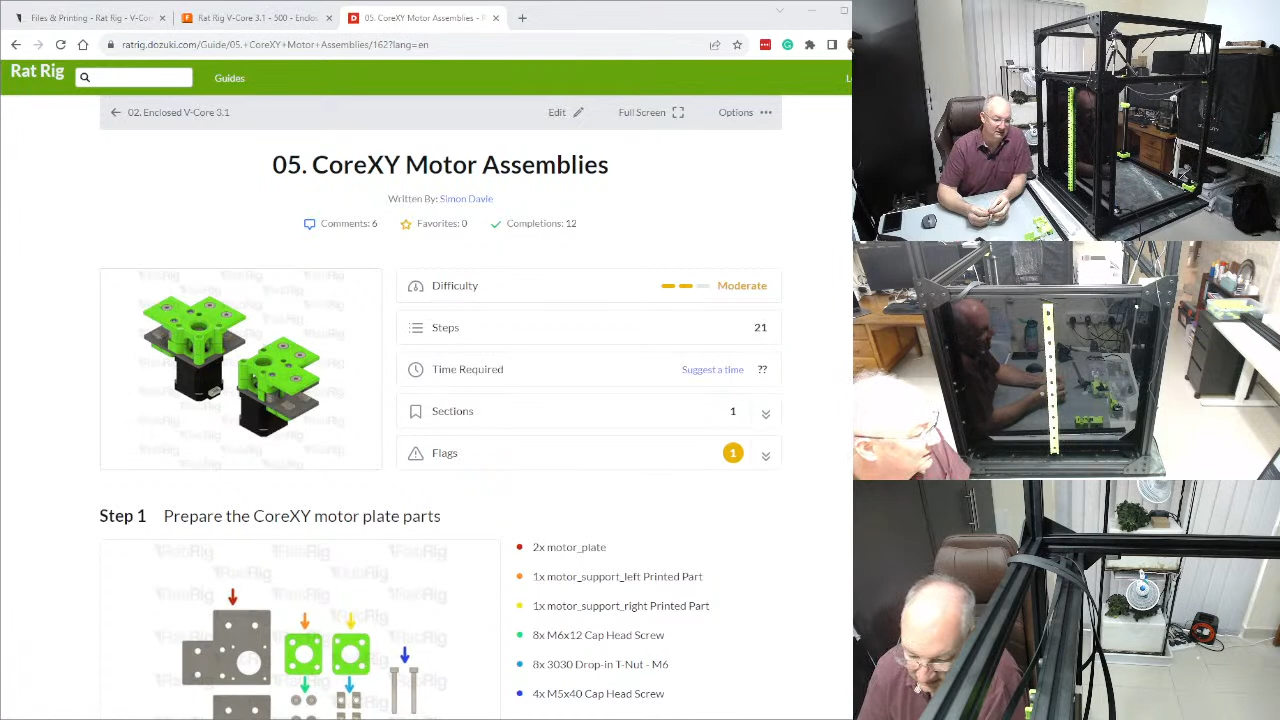 Files & Printing - Rat Rig - V-Co
Rat Rig V-Core 3.1 - 500 - Enclou
05. CoreXY Motor Assemblies - R
ratrig.dozuki.com/Guide/05.+CoreXY+Motor+Assemblies/162?lang=en
Rat Rig
Guides
02. Enclosed V-Core 3.1
Edit
Full Screen
Options
05. CoreXY Motor Assemblies
Written By: Simon Davie
Comments: 6
Favorites: 0
Completions: 12
Difficulty
Moderate
Steps
21
Time Required
Suggest a time
??
Sections
1
Flags
1
Step 1 Prepare the CoreXY motor plate parts
2x motor_plate
1x motor_support_left Printed Part
1x motor_support_right Printed Part
8x M6x12 Cap Head Screw
8x 3030 Drop-in T-Nut - M6
4x M5x40 Cap Head Screw